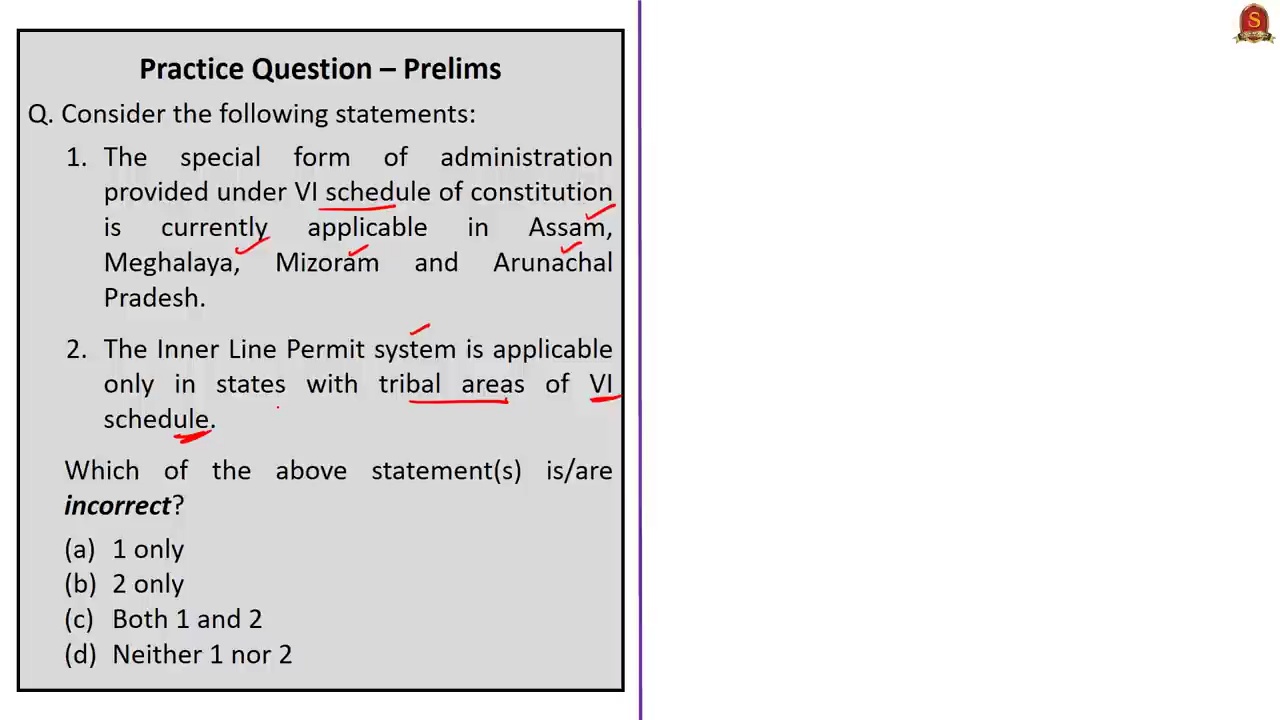 Practice Question – Prelims
Q. Consider the following statements:
1. The special form of administration
provided under VI schedule of constitution
is currently applicable in Assam,
Meghalaya, Mizoram and Arunachal
Pradesh.
2. The Inner Line Permit system is applicable
only in states with tribal areas of VI
schedule.
Which of the above statement(s) is/are
incorrect?
(a) 1 only
(b) 2 only
(c) Both 1 and 2
(d) Neither 1 nor 2
S